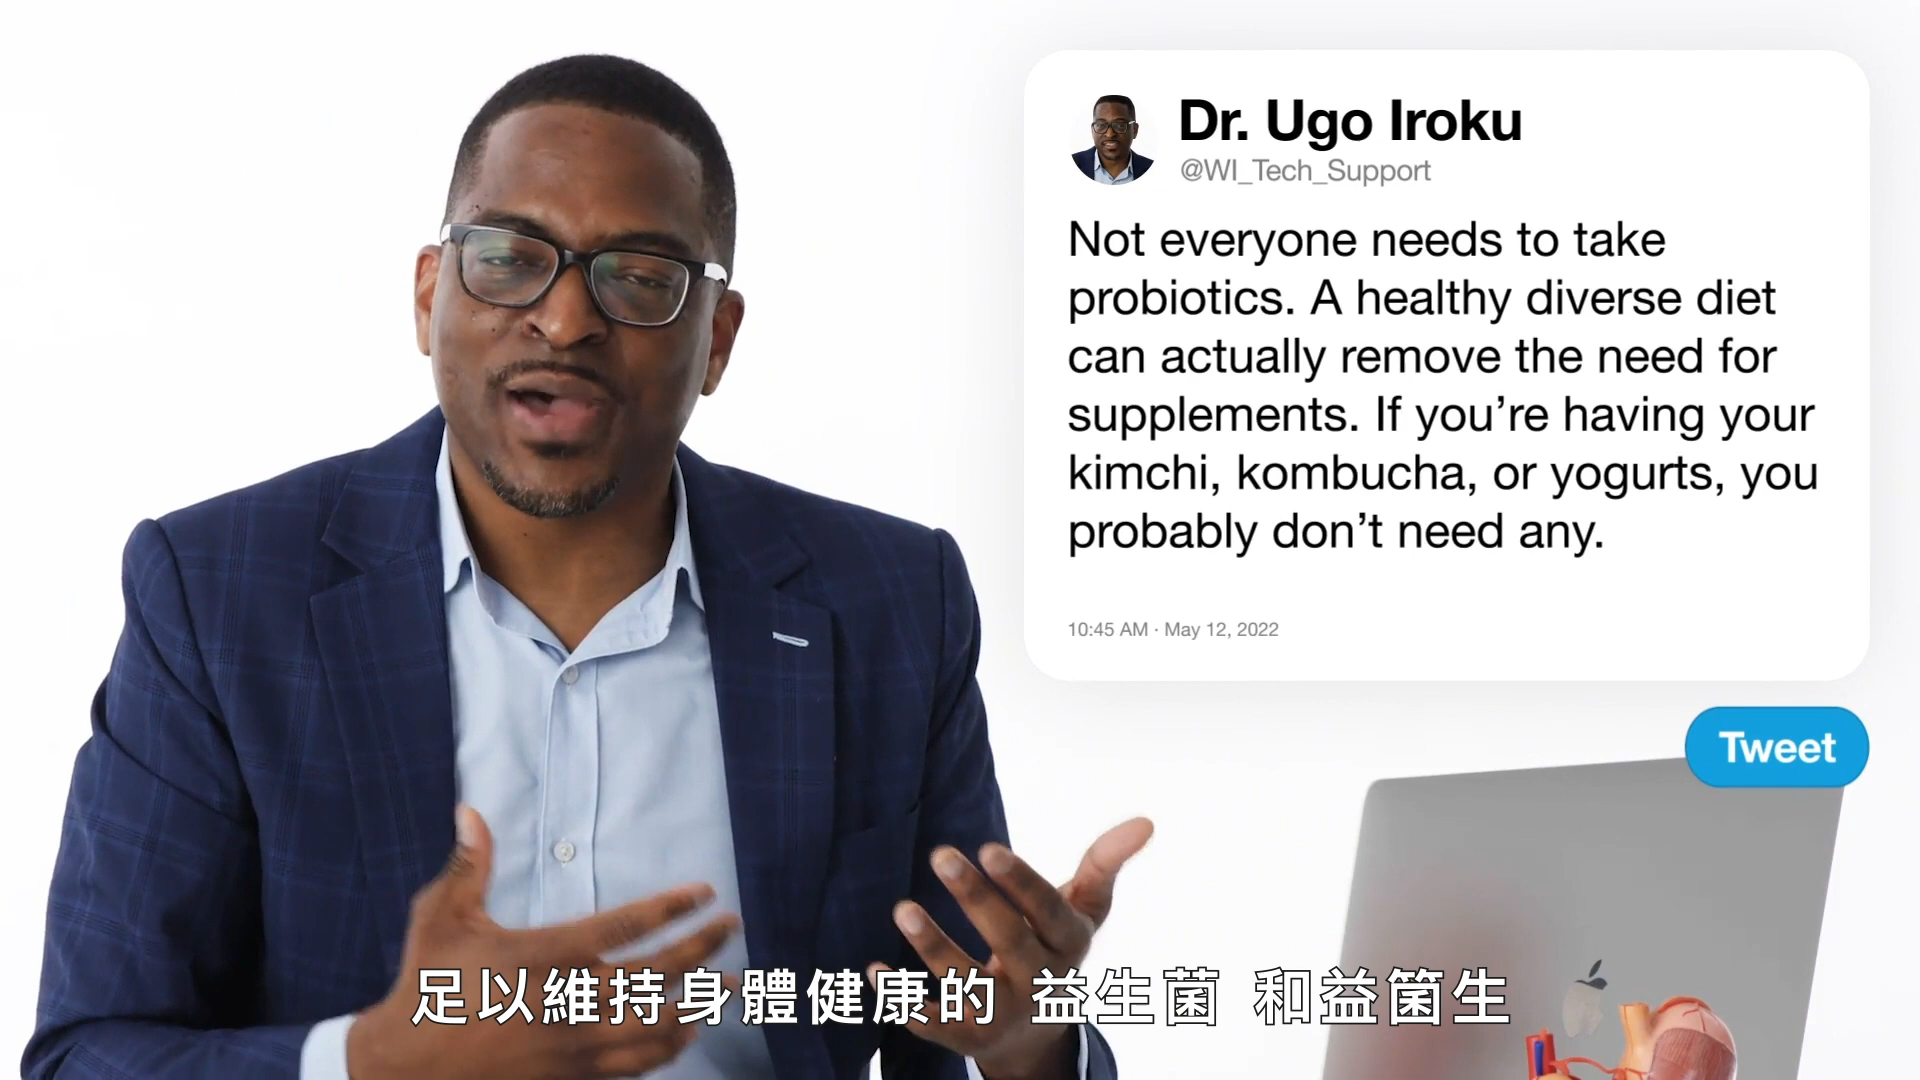 Dr. Ugo Iroku
@WI_Tech_Support
Not everyone needs to take
probiotics. A healthy diverse diet
can actually remove the need for
supplements. If you’re having your
kimchi, kombucha, or yogurts, you
probably don’t need any.
10:45 AM · May 12, 2022
Tweet
足以維持身體健康的 益生菌 和益箘生